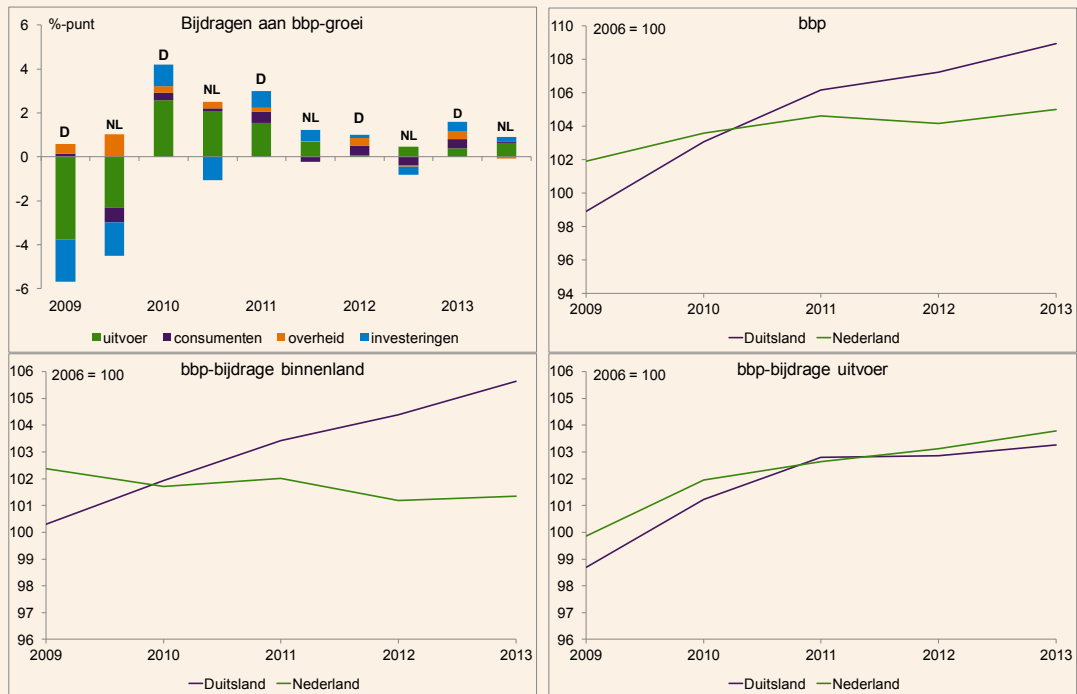 Bijdragen aan bbp-groei
%-punt
6
4
2
0
-2
-4
-6
D
NL
D
NL
D
NL
D
NL
D
NL
2009 2010 2011 2012 2013
uitvoer consumenten overheid investeringen
bbp
2006 = 100
110
108
106
104
102
100
98
96
94
2009 2010 2011 2012 2013
Duitsland Nederland
bbp-bijdrage binnenland
2006 = 100
106
105
104
103
102
101
100
99
98
97
96
2009 2010 2011 2012 2013
Duitsland Nederland
bbp-bijdrage uitvoer
2006 = 100
106
105
104
103
102
101
100
99
98
97
96
2009 2010 2011 2012 2013
Duitsland Nederland